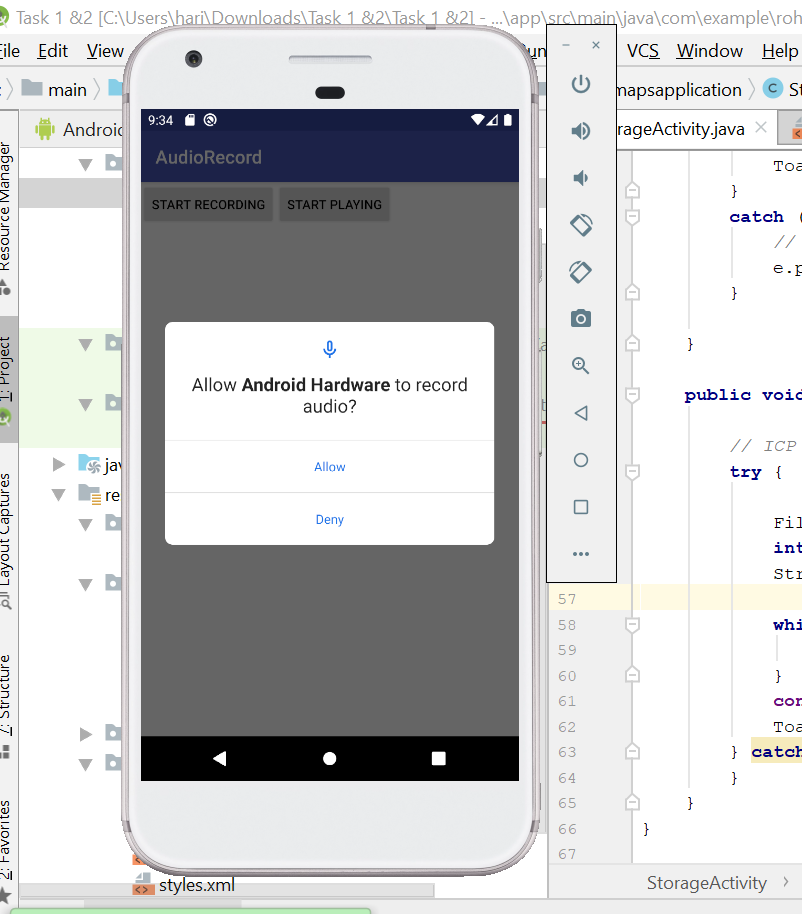 Task 1 &2 [C:\Users\hari\Downloads\Task 1 &2\Task 1 &2] - ...\app\src\main\java\com\example\roh
File Edit View VCS Window Help
main mapsapplication
Android
rageActivity.java
Resource Manager
1: Project
Layout Captures
7: Structure
2: Favorites
9:34
AudioRecord
START RECORDING START PLAYING
Allow Android Hardware to record
audio?
Allow
Deny
jav
re
styles.xml
Toa
}
catch (
//
e.p
}
}
public void
// ICP
try {
Fil
int
Str
57
58 whi
59
60 }
61 con
62 Toa
63 } catch
64 }
65 }
66 }
67
StorageActivity